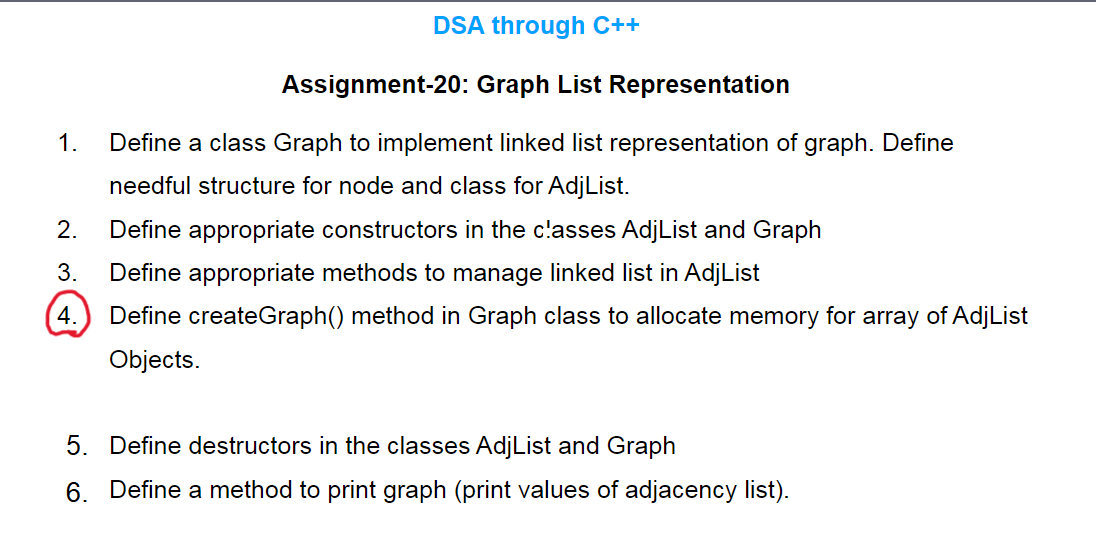 DSA through C++
Assignment-20: Graph List Representation
1. Define a class Graph to implement linked list representation of graph. Define
needful structure for node and class for AdjList.
2. Define appropriate constructors in the classes AdjList and Graph
3. Define appropriate methods to manage linked list in AdjList
4. Define createGraph() method in Graph class to allocate memory for array of AdjList
Objects.
5. Define destructors in the classes AdjList and Graph
6. Define a method to print graph (print values of adjacency list).